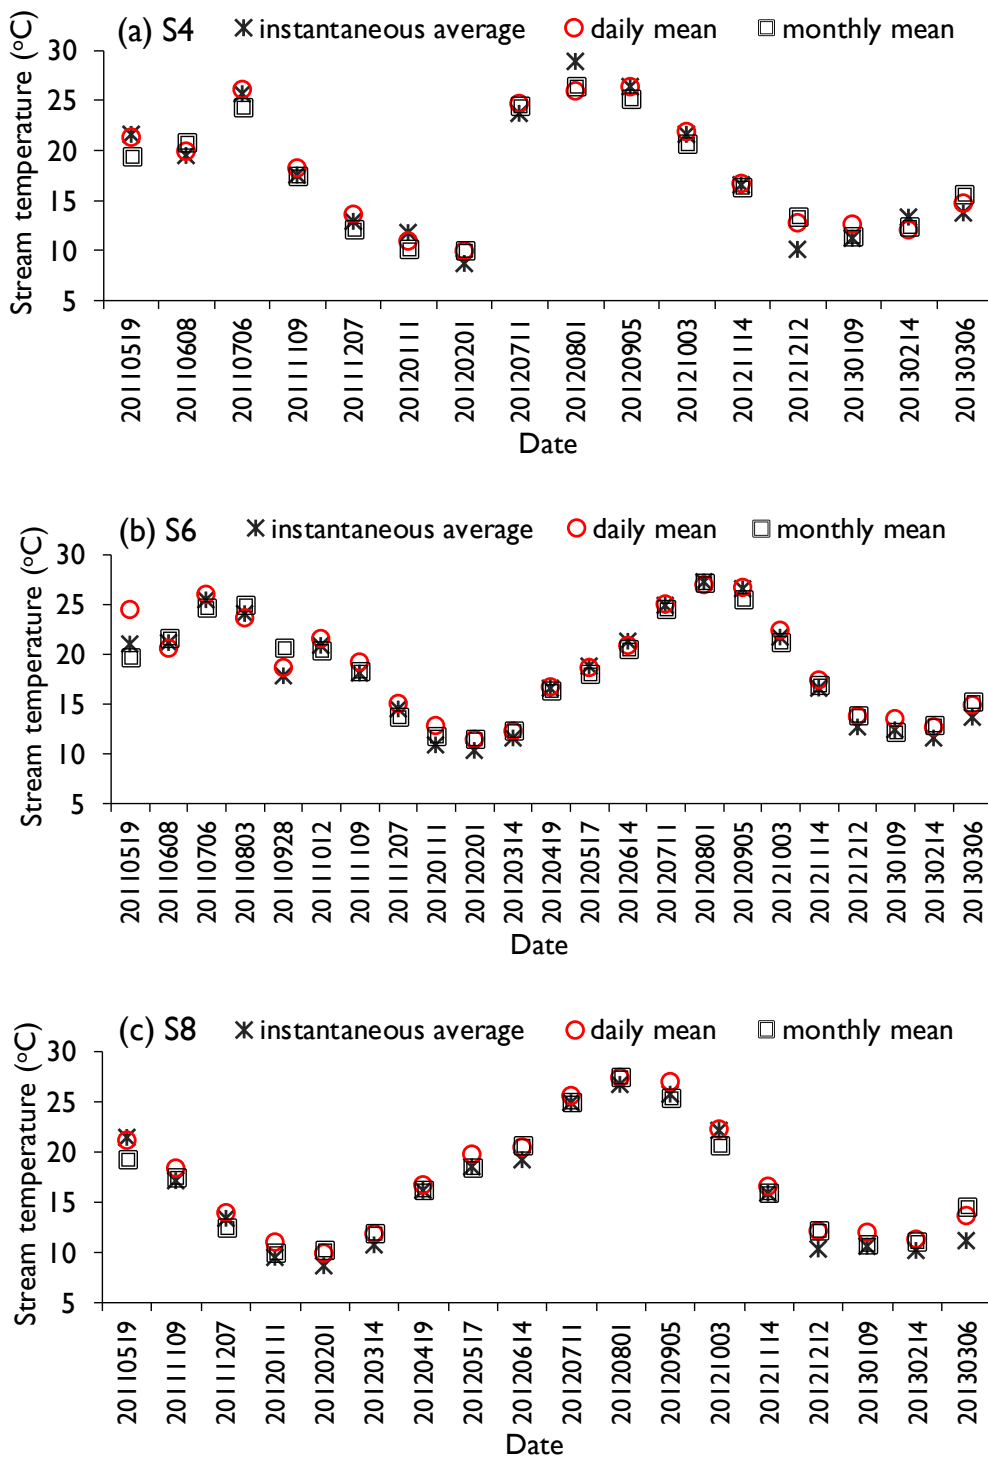 (a) S4 instantaneous average daily mean monthly mean
Stream temperature (°C)
30
25
20
15
10
5
20110519 20110608 20110706 20111109 20111207 20120111 20120201 20120711 20120801 20120905 20121003 20121114 20121212 20130109 20130214 20130306
Date
(b) S6 instantaneous average daily mean monthly mean
Stream temperature (°C)
30
25
20
15
10
5
20110519 20110608 20110706 20110803 20110928 20111012 20111109 20111207 20120111 20120201 20120314 20120419 20120517 20120614 20120711 20120801 20120905 20121003 20121114 20121212 20130109 20130214 20130306
Date
(c) S8 instantaneous average daily mean monthly mean
Stream temperature (°C)
30
25
20
15
10
5
20110519 20111109 20111207 20120111 20120201 20120314 20120419 20120517 20120614 20120711 20120801 20120905 20121003 20121114 20121212 20130109 20130214 20130306
Date